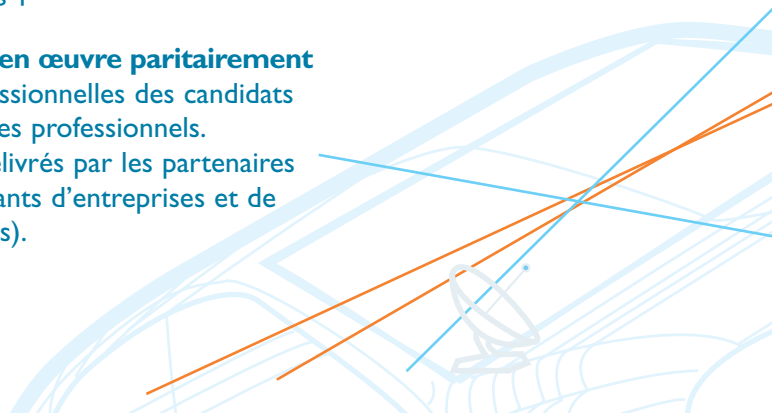 en œuvre paritairement
essionnelles des candidats
es professionnels.
élivrés par les partenaires
ants d'entreprises et de
s).